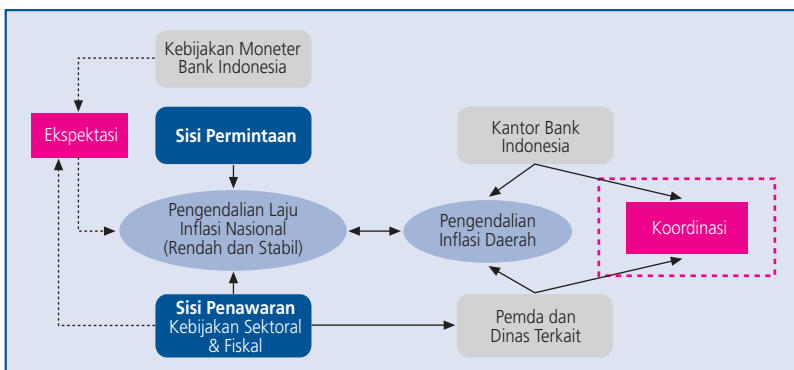 Kebijakan Moneter
Bank Indonesia
Ekspektasi
Sisi Permintaan
Kantor Bank
Indonesia
Pengendalian Laju
Inflasi Nasional
(Rendah dan Stabil)
Pengendalian
Inflasi Daerah
Koordinasi
Sisi Penawaran
Kebijakan Sektoral
& Fiskal
Pemda dan
Dinas Terkait